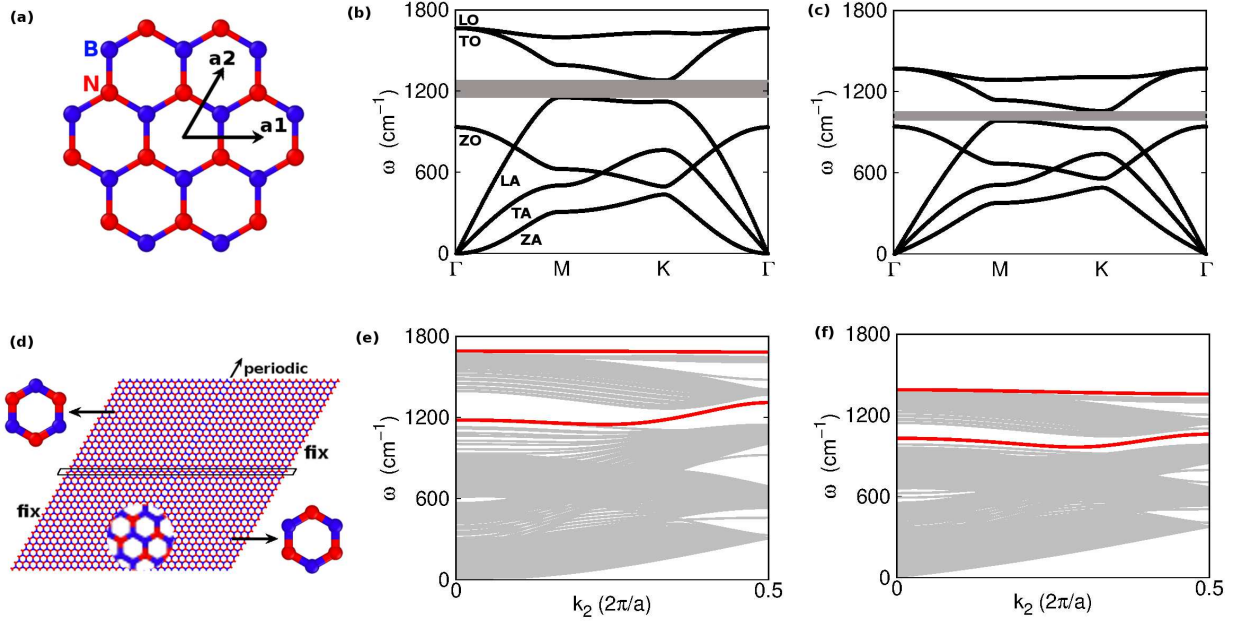 (a)
B
N
a2
a1
(b)
1800
1200
600
0
ω (cm⁻¹)
LO
TO
ZO
LA
TA
ZA
Γ M K Γ
(c)
1800
1200
600
0
ω (cm⁻¹)
Γ M K Γ
(d)
periodic
fix
fix
(e)
1800
1200
600
0
ω (cm⁻¹)
0 0.5
k₂ (2π/a)
(f)
1800
1200
600
0
ω (cm⁻¹)
0 0.5
k₂ (2π/a)